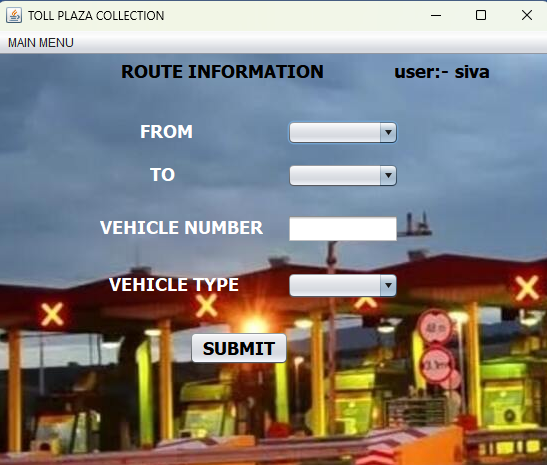 TOLL PLAZA COLLECTION
MAIN MENU
ROUTE INFORMATION user:- siva
FROM
TO
VEHICLE NUMBER
VEHICLE TYPE
SUBMIT